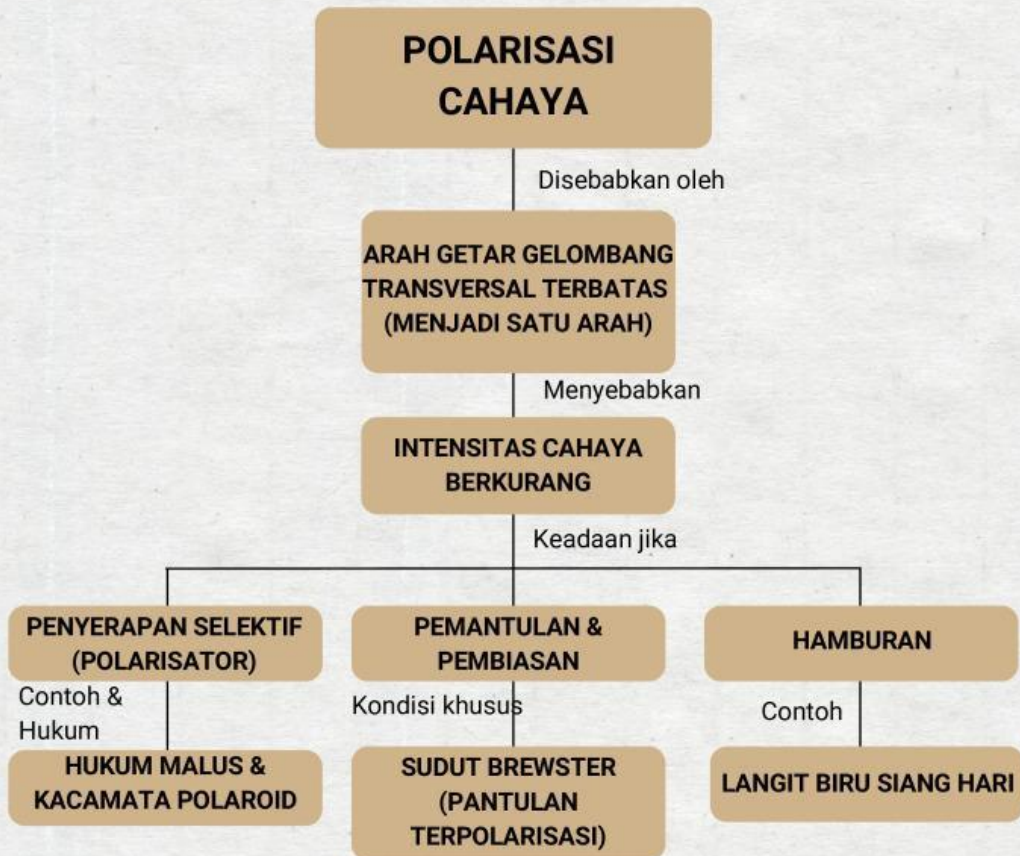 POLARISASI
CAHAYA
Disebabkan oleh
ARAH GETAR GELOMBANG
TRANSVERSAL TERBATAS
(MENJADI SATU ARAH)
Menyebabkan
INTENSITAS CAHAYA
BERKURANG
Keadaan jika
PENYERAPAN SELEKTIF
(POLARISATOR)
Contoh &
Hukum
HUKUM MALUS &
KACAMATA POLAROID
PEMANTULAN &
PEMBIASAN
Kondisi khusus
SUDUT BREWSTER
(PANTULAN
TERPOLARISASI)
HAMBURAN
Contoh
LANGIT BIRU SIANG HARI